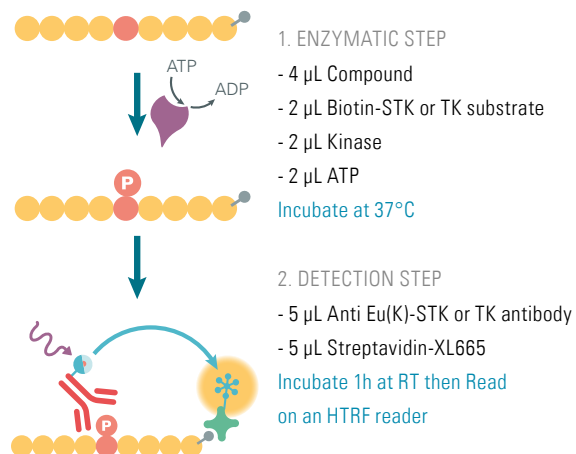 1. ENZYMATIC STEP
- 4 µL Compound
- 2 µL Biotin-STK or TK substrate
- 2 µL Kinase
- 2 µL ATP
Incubate at 37°C
ATP
ADP
P
2. DETECTION STEP
- 5 µL Anti Eu(K)-STK or TK antibody
- 5 µL Streptavidin-XL665
Incubate 1h at RT then Read
on an HTRF reader
P